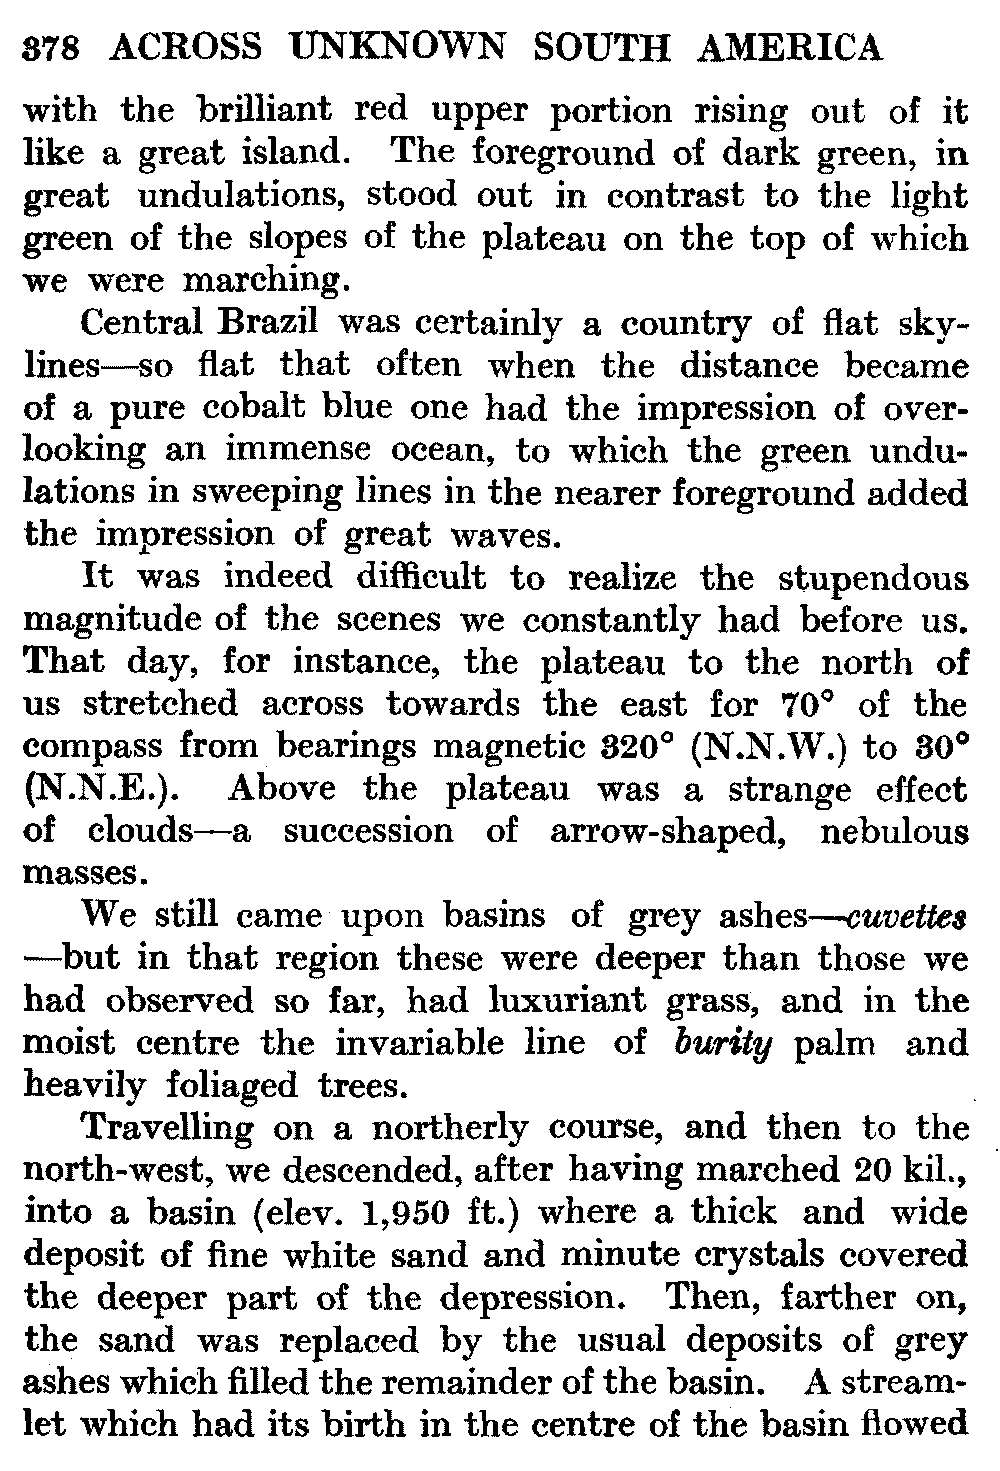 378 ACROSS UNKNOWN SOUTH AMERICA
with the brilliant red upper portion rising out of it
like a great island. The foreground of dark green, in
great undulations, stood out in contrast to the light
green of the slopes of the plateau on the top of which
we were marching.
Central Brazil was certainly a country of flat sky-
lines—so flat that often when the distance became
of a pure cobalt blue one had the impression of over-
looking an immense ocean, to which the green undu-
lations in sweeping lines in the nearer foreground added
the impression of great waves.
It was indeed difficult to realize the stupendous
magnitude of the scenes we constantly had before us.
That day, for instance, the plateau to the north of
us stretched across towards the east for 70° of the
compass from bearings magnetic 320° (N.N.W.) to 30°
(N.N.E.). Above the plateau was a strange effect
of clouds—a succession of arrow-shaped, nebulous
masses.
We still came upon basins of grey ashes—cuvettes
—but in that region these were deeper than those we
had observed so far, had luxuriant grass, and in the
moist centre the invariable line of burity palm and
heavily foliaged trees.
Travelling on a northerly course, and then to the
north-west, we descended, after having marched 20 kil.,
into a basin (elev. 1,950 ft.) where a thick and wide
deposit of fine white sand and minute crystals covered
the deeper part of the depression. Then, farther on,
the sand was replaced by the usual deposits of grey
ashes which filled the remainder of the basin. A stream-
let which had its birth in the centre of the basin flowed